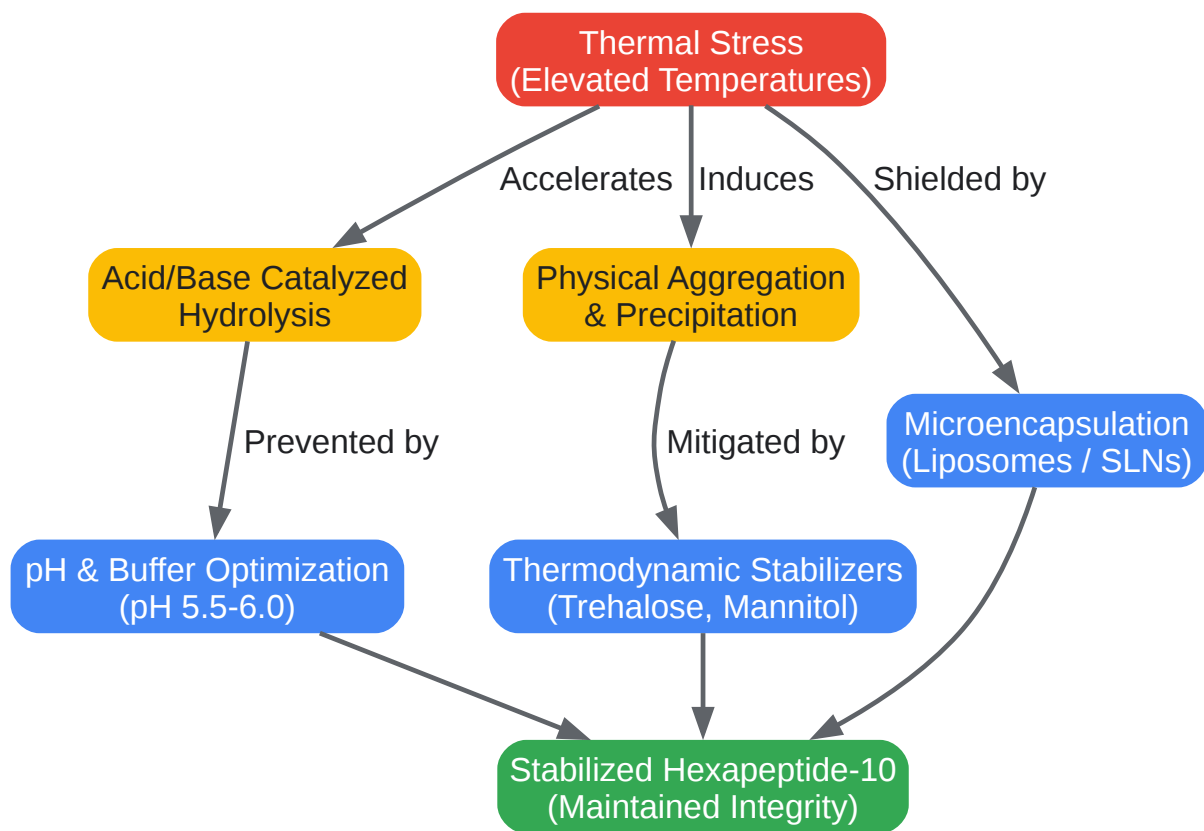 Thermal Stress
(Elevated Temperatures)
Accelerates
Induces
Shielded by
Acid/Base Catalyzed
Hydrolysis
Physical Aggregation
& Precipitation
Microencapsulation
(Liposomes / SLNs)
Prevented by
Mitigated by
pH & Buffer Optimization
(pH 5.5-6.0)
Thermodynamic Stabilizers
(Trehalose, Mannitol)
Stabilized Hexapeptide-10
(Maintained Integrity)